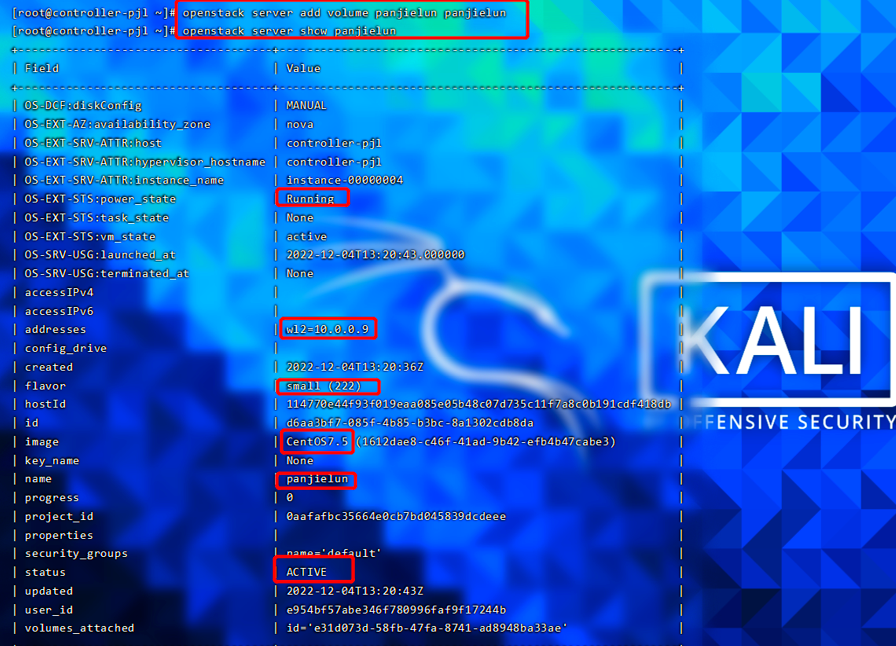 [root@controller-pjl ~]# openstack server add volume panjielun panjielun
[root@controller-pjl ~]# openstack server show panjielun
| Field | Value |
| OS-DCF:diskConfig | MANUAL |
| OS-EXT-AZ:availability_zone | nova |
| OS-EXT-SRV-ATTR:host | controller-pjl |
| OS-EXT-SRV-ATTR:hypervisor_hostname | controller-pjl |
| OS-EXT-SRV-ATTR:instance_name | instance-00000004 |
| OS-EXT-STS:power_state | Running |
| OS-EXT-STS:task_state | None |
| OS-EXT-STS:vm_state | active |
| OS-SRV-USG:launched_at | 2022-12-04T13:20:43.000000 |
| OS-SRV-USG:terminated_at | None |
| accessIPv4 | |
| accessIPv6 | |
| addresses | wl2=10.0.0.9 |
| config_drive | |
| created | 2022-12-04T13:20:36Z |
| flavor | small (222) |
| hostId | 114770e44f93f019eaa085e05b48c07d735c11f7a8c0b191cdf418db |
| id | d6aa3bf7-085f-4b85-b3bc-8a1302cdb8da |
| image | CentOS7.5 (1612dae8-c46f-41ad-9b42-efb4b47cabe3) |
| key_name | None |
| name | panjielun |
| progress | 0 |
| project_id | 0aafafbc35664e0cb7bd045839dcdeee |
| properties | |
| security_groups | name='default' |
| status | ACTIVE |
| updated | 2022-12-04T13:20:43Z |
| user_id | e954bf57abe346f780996faf9f17244b |
| volumes_attached | id='e31d073d-58fb-47fa-8741-ad8948ba33ae' |
KALI
OFFENSIVE SECURITY